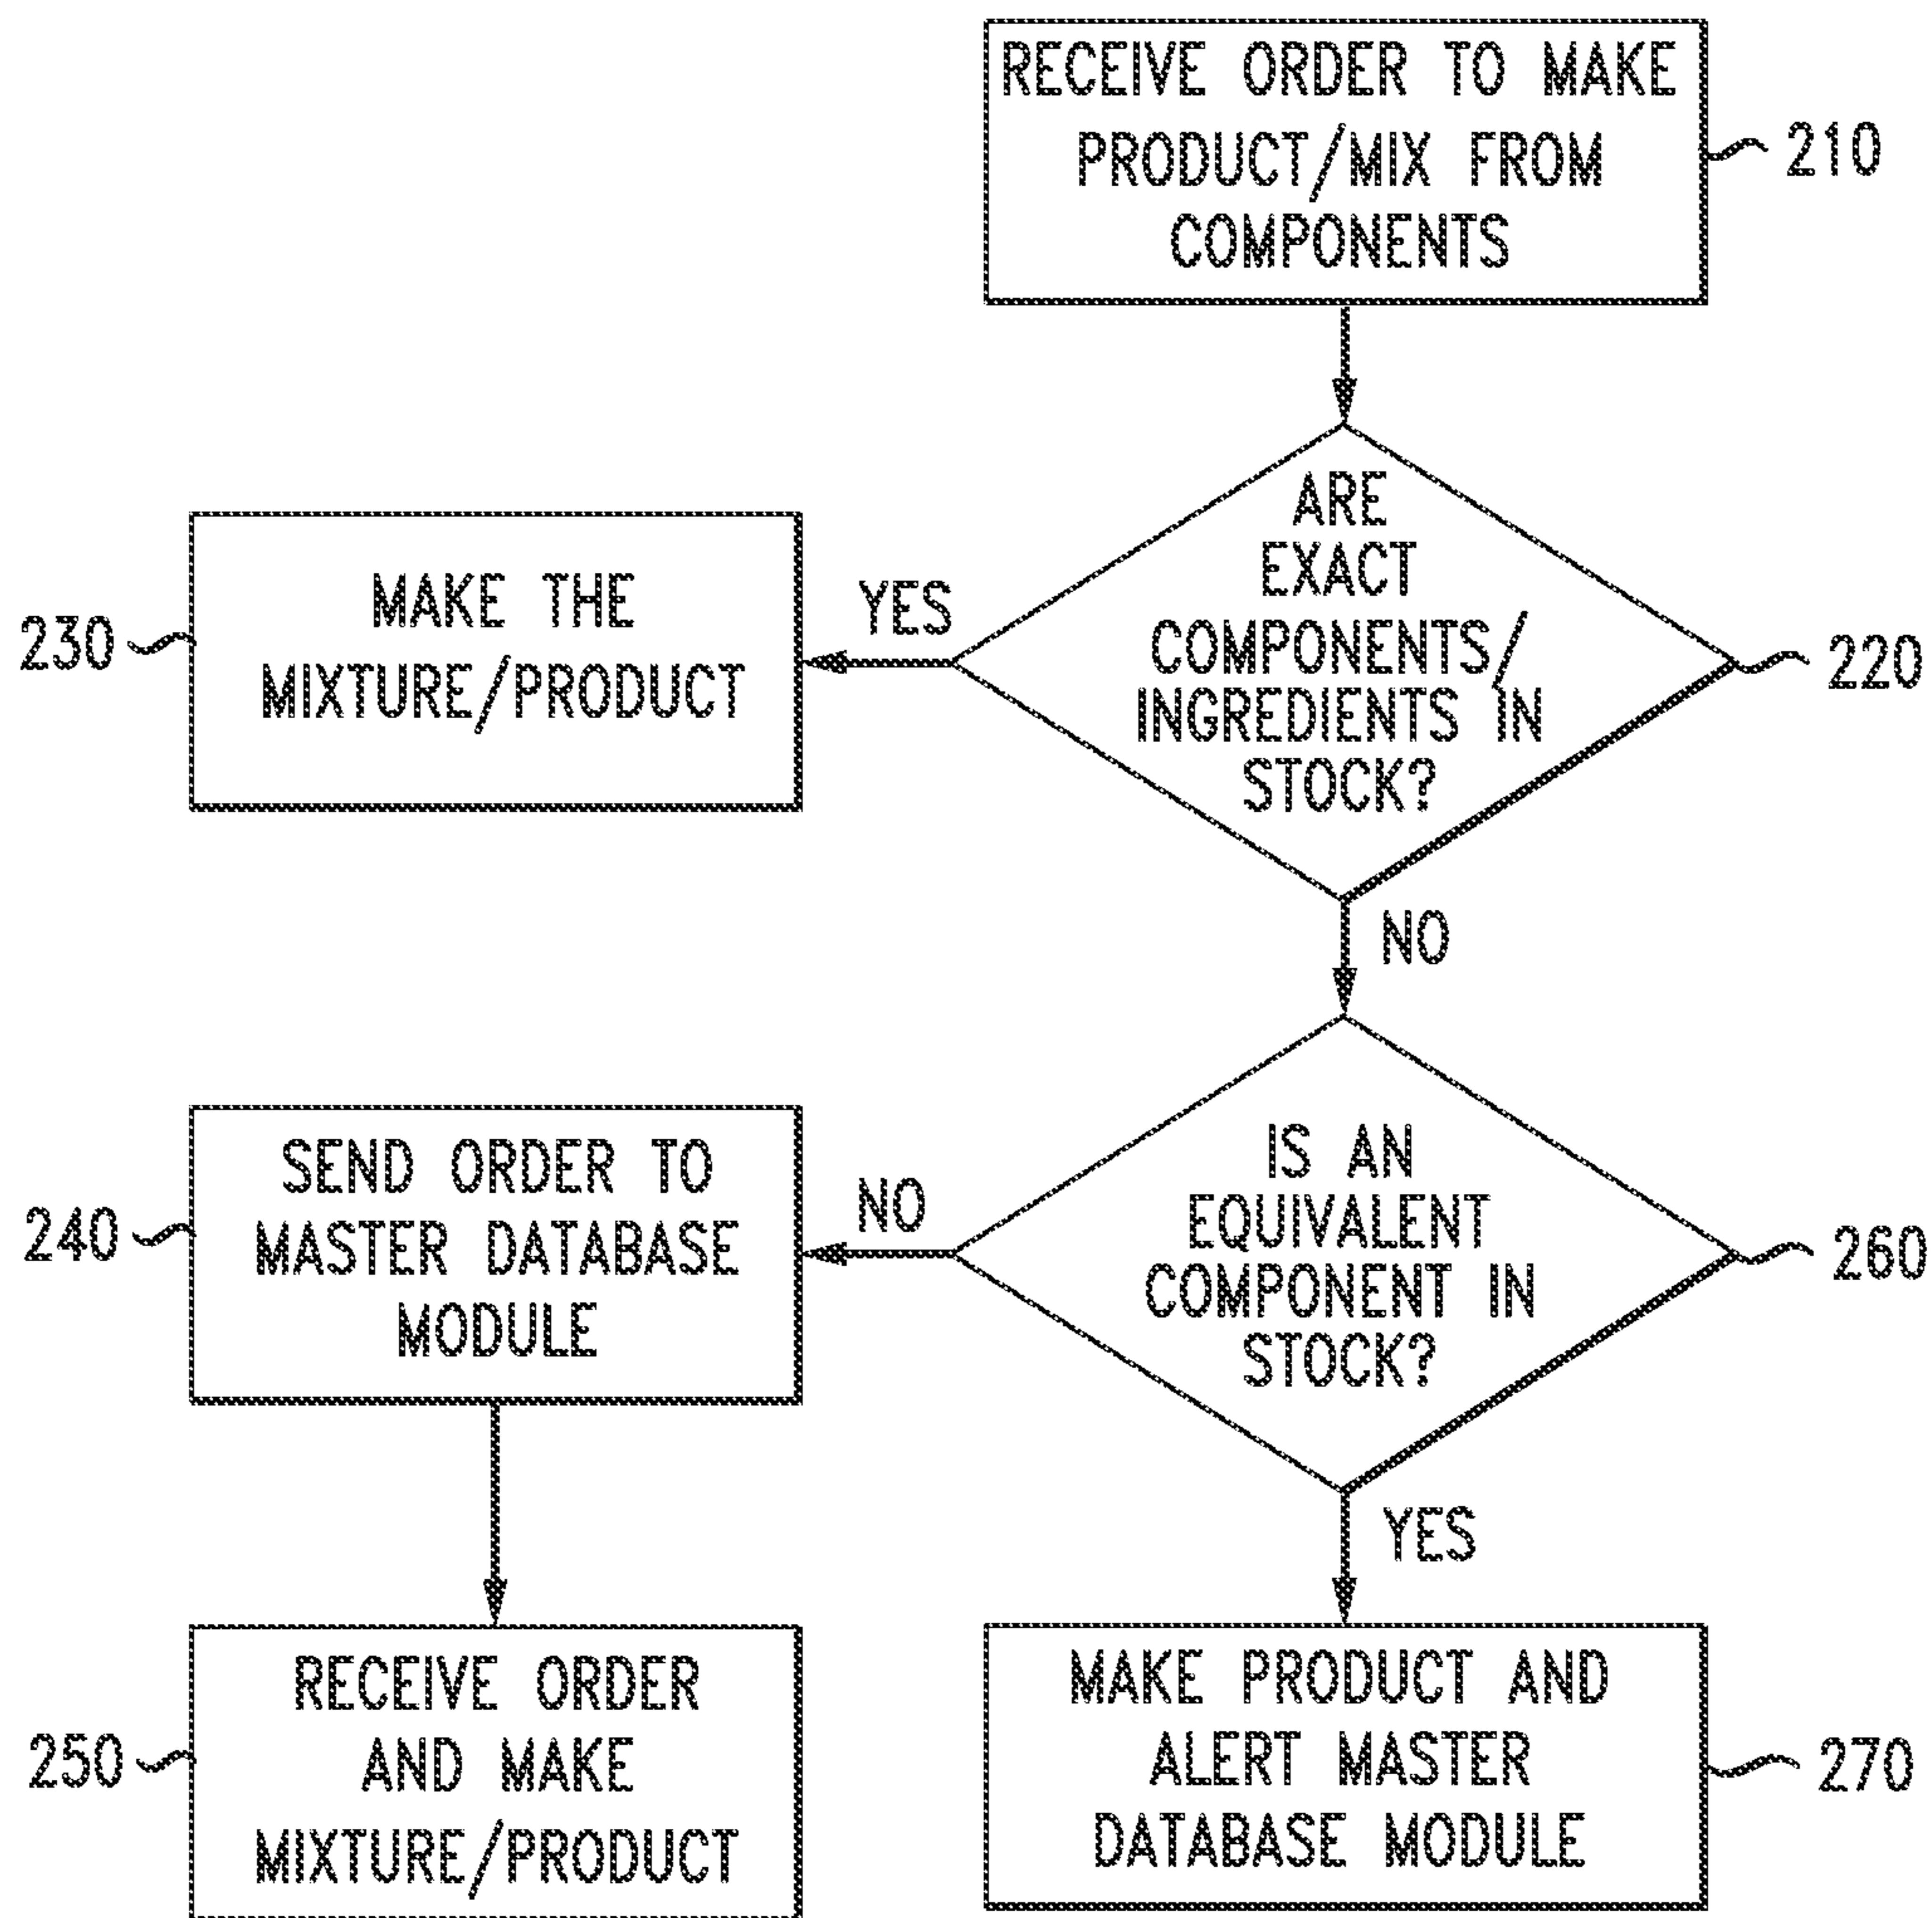 RECEIVE ORDER TO MAKE
PRODUCT/MIX FROM
COMPONENTS
210
ARE
EXACT
COMPONENTS/
INGREDIENTS IN
STOCK?
220
YES
MAKE THE
MIXTURE/PRODUCT
230
NO
IS AN
EQUIVALENT
COMPONENT IN
STOCK?
260
NO
SEND ORDER TO
MASTER DATABASE
MODULE
240
YES
RECEIVE ORDER
AND MAKE
MIXTURE/PRODUCT
250
MAKE PRODUCT AND
ALERT MASTER
DATABASE MODULE
270